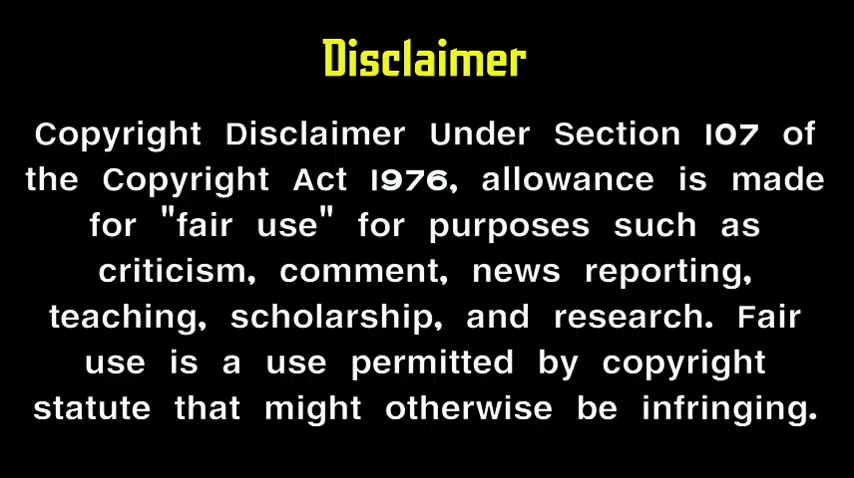 Disclaimer
Copyright Disclaimer Under Section 107 of
the Copyright Act 1976, allowance is made
for "fair use" for purposes such as
criticism, comment, news reporting,
teaching, scholarship, and research. Fair
use is a use permitted by copyright
statute that might otherwise be infringing.